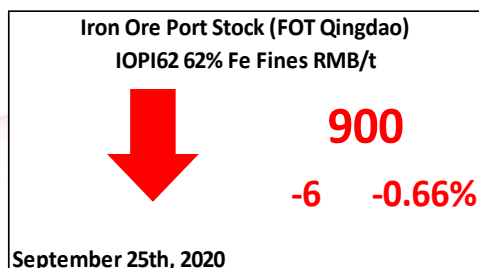 Iron Ore Port Stock (FOT Qingdao)
IOPI62 62% Fe Fines RMB/t
900
-6 -0.66%
September 25th, 2020